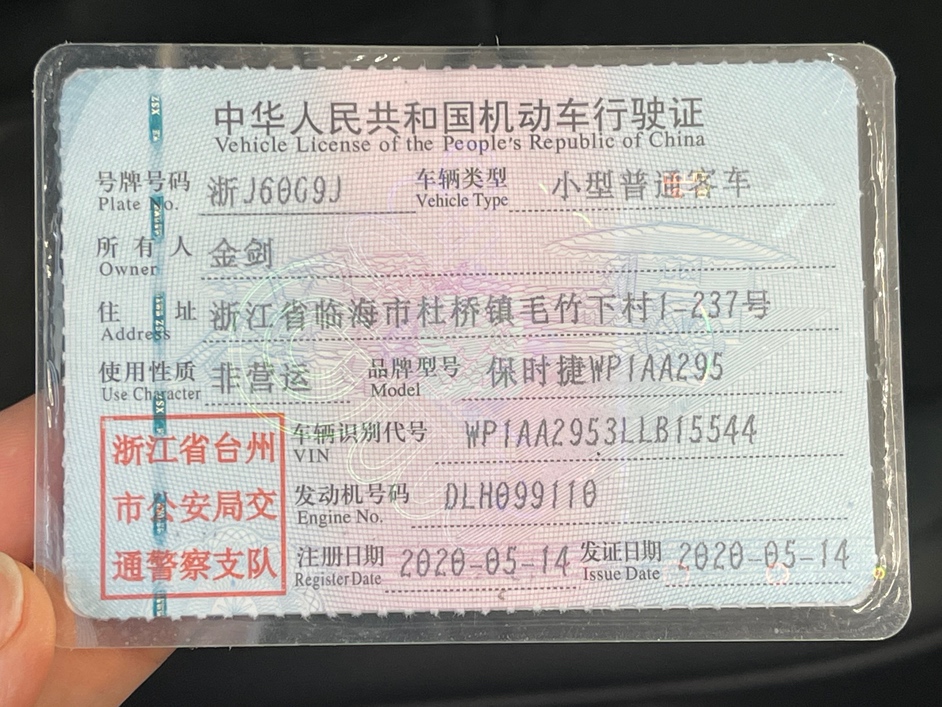 中华人民共和国机动车行驶证
Vehicle License of the People's Republic of China
号牌号码 浙J60G9J 车辆类型 小型普通客车
Plate No. Vehicle Type
所有人 金剑
Owner
住址 浙江省临海市杜桥镇毛竹下村1-237号
Address
使用性质 非营运 品牌型号 保时捷WP1AA295
Use Character Model
浙江省台州
市公安局交
通警察支队
车辆识别代号 WP1AA2953LLB15544
VIN
发动机号码 DLH099110
Engine No.
注册日期 2020-05-14 发证日期 2020-05-14
Register Date Issue Date